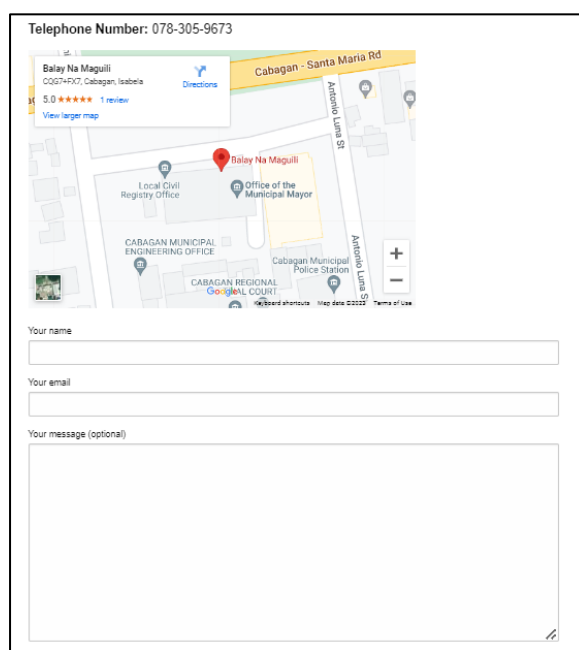 Telephone Number: 078-305-9673
Balay Na Maguili
CQG7+FX7, Cabagan, Isabela
Directions
5.0 ★★★★★ 1 review
View larger map
Cabagan - Santa Maria Rd
Antonio Luna St
Balay Na Maguili
Local Civil
Registry Office
Office of the
Municipal Mayor
CABAGAN MUNICIPAL
ENGINEERING OFFICE
Cabagan Municipal
Police Station
Antonio Luna S
CABAGAN REGIONAL
AL COURT
Google
+
−
Keyboard shortcuts
Map data ©2023
Terms of Use
Your name
Your email
Your message (optional)